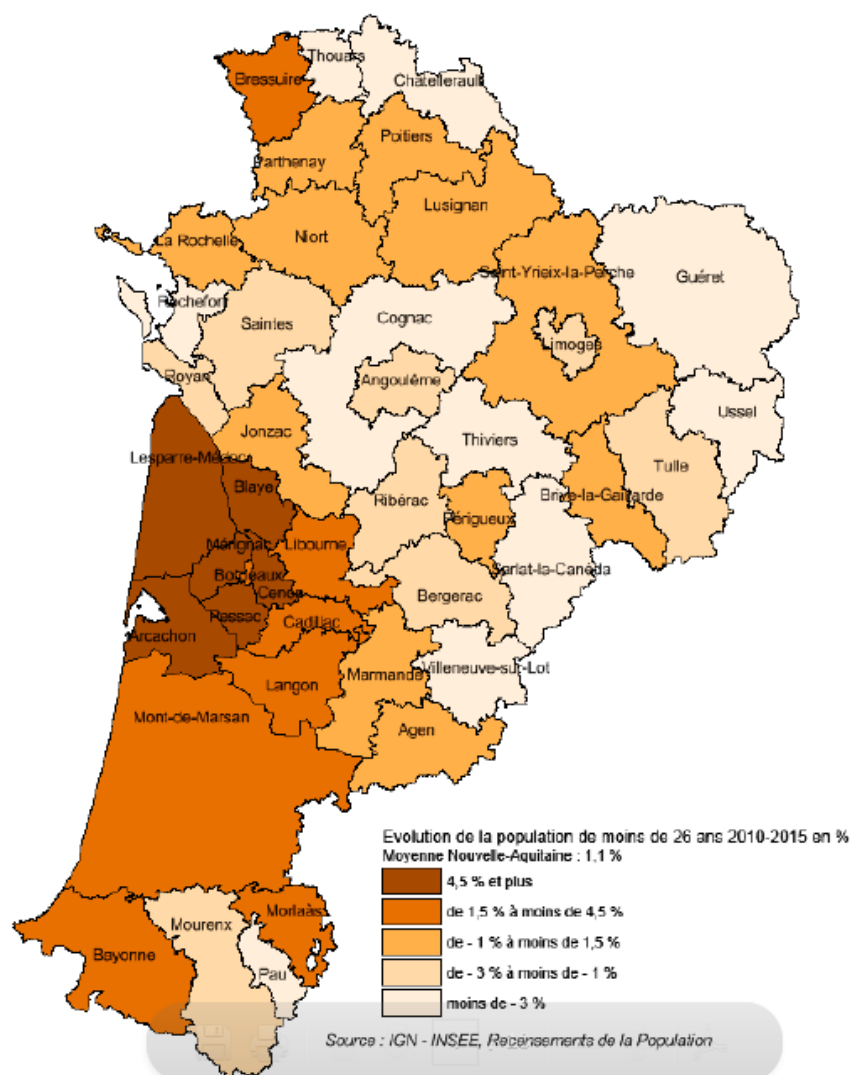 Thouars
Bressuire
Châtellerault
Poitiers
Parthenay
Lusignan
La Rochelle
Niort
Saint-Yrieix-la-Perche
Guéret
Rochefort
Saintes
Cognac
Limoges
Royan
Angoulême
Ussel
Jonzac
Thiviers
Lesparre-Médoc
Tulle
Blaye
Ribérac
Brive-la-Gaillarde
Périgueux
Mérignac
Libourne
Bordeaux
Sarlat-la-Canéda
Cenon
Bergerac
Pessac
Cadillac
Arcachon
Villeneuve-sur-Lot
Marmande
Langon
Mont-de-Marsan
Agen
Evolution de la population de moins de 26 ans 2010-2015 en %
Moyenne Nouvelle-Aquitaine : 1,1 %
4,5 % et plus
de 1,5 % à moins de 4,5 %
de - 1 % à moins de 1,5 %
de - 3 % à moins de - 1 %
moins de - 3 %
Morlaàs
Mourenx
Bayonne
Pau
Source : IGN - INSEE, Recensements de la Population